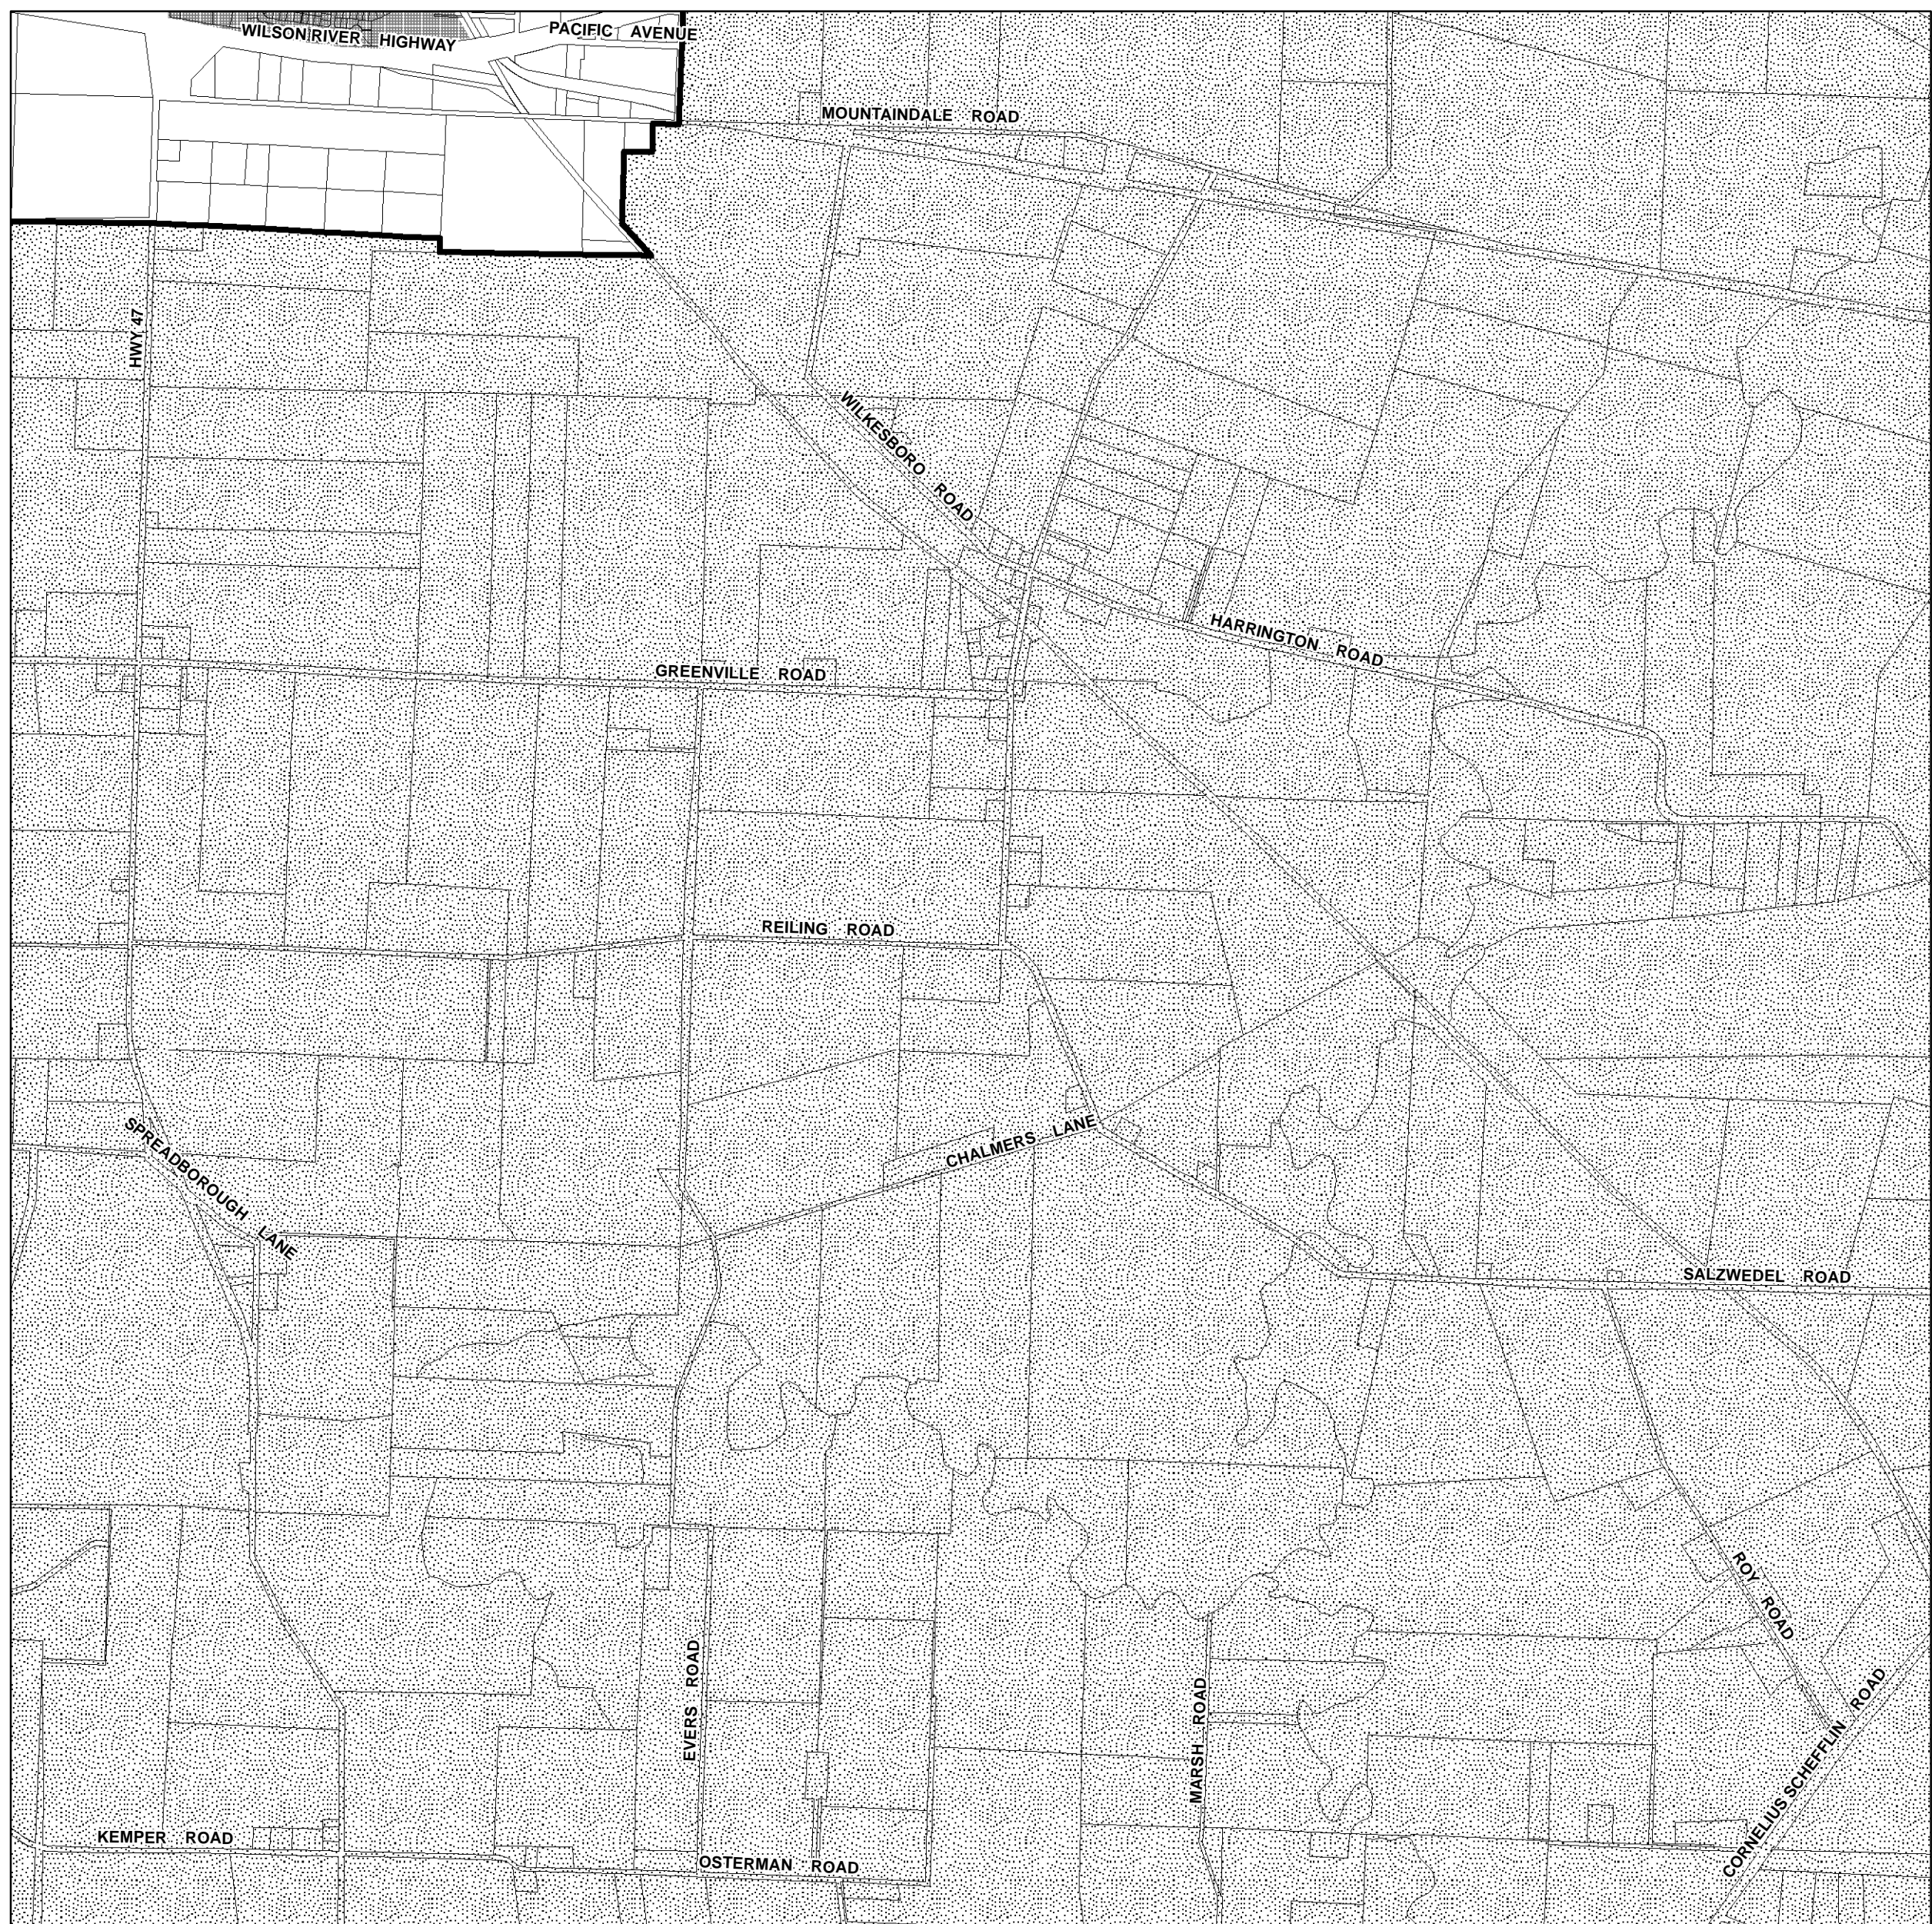 WILSON RIVER HIGHWAY
PACIFIC AVENUE
MOUNTAINDALE ROAD
HWY 47
WILKESBORO ROAD
HARRINGTON ROAD
GREENVILLE ROAD
REILING ROAD
CHALMERS LANE
SPREADBOROUGH LANE
SALZWEDEL ROAD
ROY ROAD
EVERS ROAD
MARSH ROAD
CORNELIUS SCHEFFLIN ROAD
KEMPER ROAD
OSTERMAN ROAD